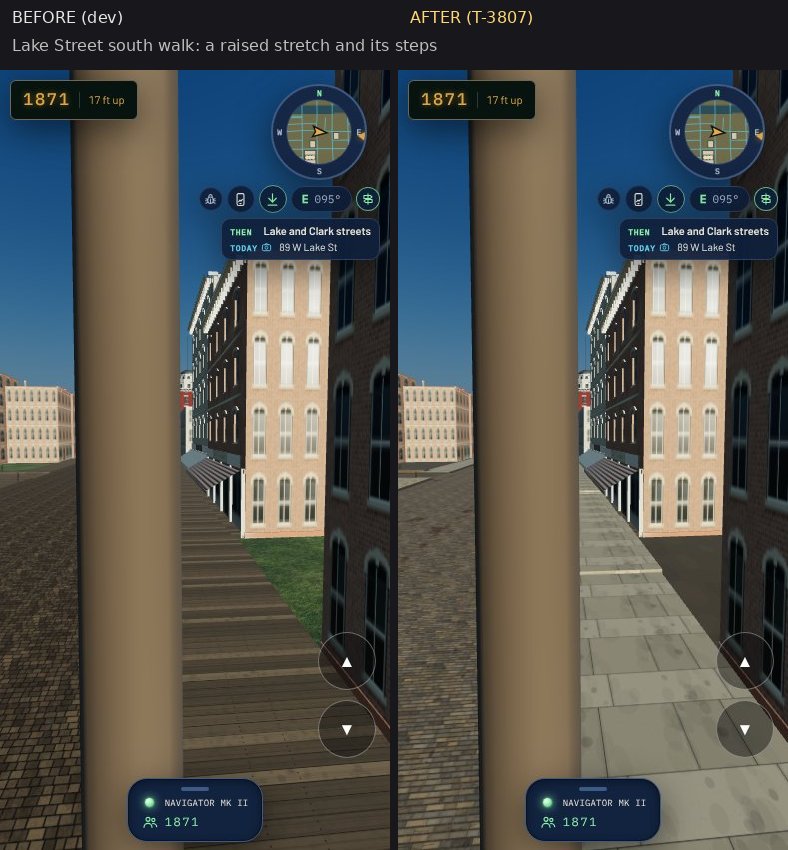 BEFORE (dev)
AFTER (T-3807)
Lake Street south walk: a raised stretch and its steps
1871 17 ft up
N
W E
S
E 095°
THEN Lake and Clark streets
TODAY 89 W Lake St
NAVIGATOR MK II
1871
1871 17 ft up
N
W E
S
E 095°
THEN Lake and Clark streets
TODAY 89 W Lake St
NAVIGATOR MK II
1871